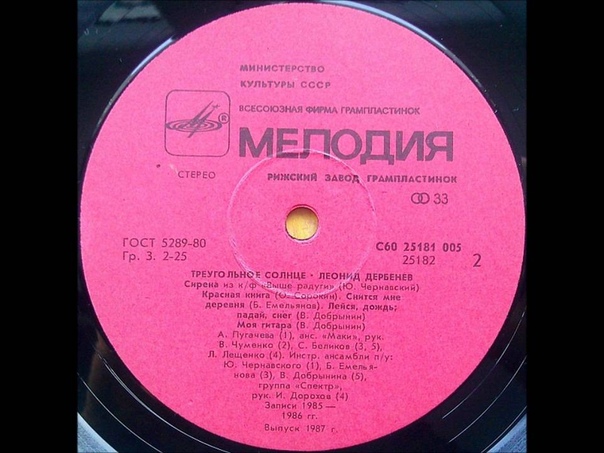 МИНИСТЕРСТВО
КУЛЬТУРЫ СССР
ВСЕСОЮЗНАЯ ФИРМА ГРАМПЛАСТИНОК
®
МЕЛОДИЯ
СТЕРЕО
РИЖСКИЙ ЗАВОД ГРАМПЛАСТИНОК
33
ГОСТ 5289-80
Гр. 3. 2-25
С60 25181 005
25182
2
ТРЕУГОЛЬНОЕ СОЛНЦЕ · ЛЕОНИД ДЕРБЕНЕВ
Сирена из к/ф «Выше радуги» (Ю. Чернавский)
Красная книга (О. Сорокин). Снится мне
деревня (Б. Емельянов). Лейся, дождь;
падай, снег (В. Добрынин)
Моя гитара (В. Добрынин)
А. Пугачева (1), анс. «Маки», рук.
В. Чуменко (2), С. Беликов (3, 5),
Л. Лещенко (4). Инстр. ансамбли п/у:
Ю. Чернавского (1), Б. Емелья-
нова (3), В. Добрынина (5),
группа «Спектр»,
рук. И. Дорохов (4)
Записи 1985—
1986 гг.
Выпуск 1987 г.